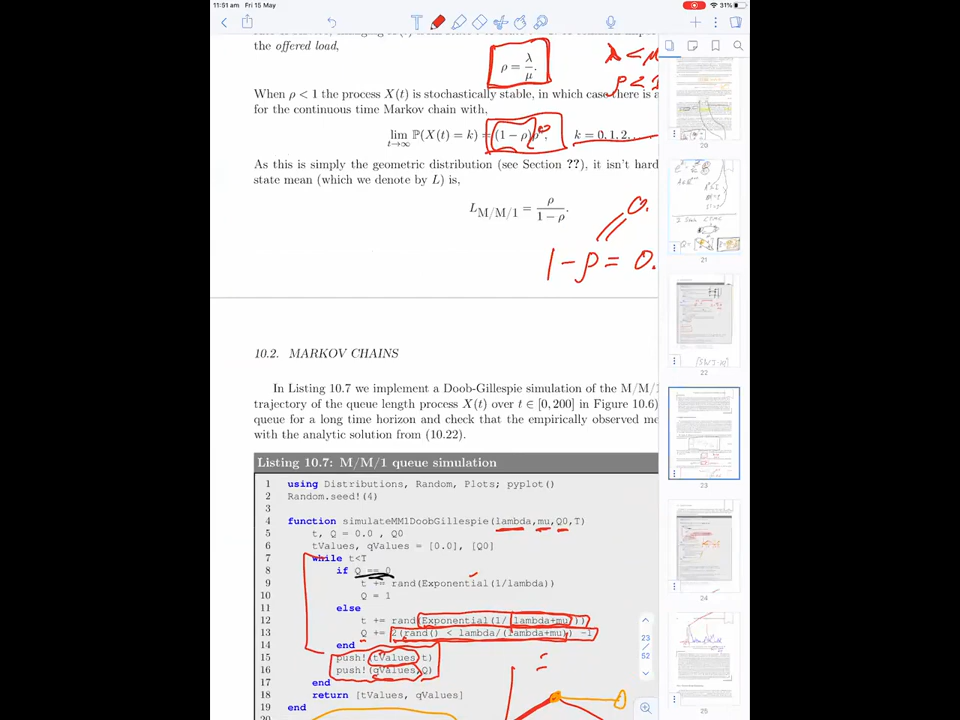 11:51 am Fri 15 May
31%
the offered load,
ρ = λ/μ.
λ < μ
ρ < 1
When ρ < 1 the process X(t) is stochastically stable, in which case there is a
for the continuous time Markov chain with,
lim t→∞ ℙ(X(t) = k) = (1 − ρ)ρ k = 0, 1, 2, . . .
As this is simply the geometric distribution (see Section ??), it isn't hard
state mean (which we denote by L) is,
L M/M/1 = ρ/(1 − ρ).
0.
1 − ρ = 0.
10.2. MARKOV CHAINS
In Listing 10.7 we implement a Doob-Gillespie simulation of the M/M/1
trajectory of the queue length process X(t) over t ∈ [0, 200] in Figure 10.6)
queue for a long time horizon and check that the empirically observed me
with the analytic solution from (10.22).
Listing 10.7: M/M/1 queue simulation
1 using Distributions, Random, Plots; pyplot()
2 Random.seed!(4)
3
4 function simulateMM1DoobGillespie(lambda,mu,Q0,T)
5 t, Q = 0.0 , Q0
6 tValues, qValues = [0.0], [Q0]
7 while t<T
8 if Q == 0
9 t += rand(Exponential(1/lambda))
10 Q = 1
11 else
12 t += rand(Exponential(1/(lambda+mu)))
13 Q += 2(rand() < lambda/(lambda+mu)) -1
14 end
15 push!(tValues,t)
16 push!(qValues,Q)
17 end
18 return [tValues, qValues]
19 end
20
20
21
22
23
24
25
23
/
52